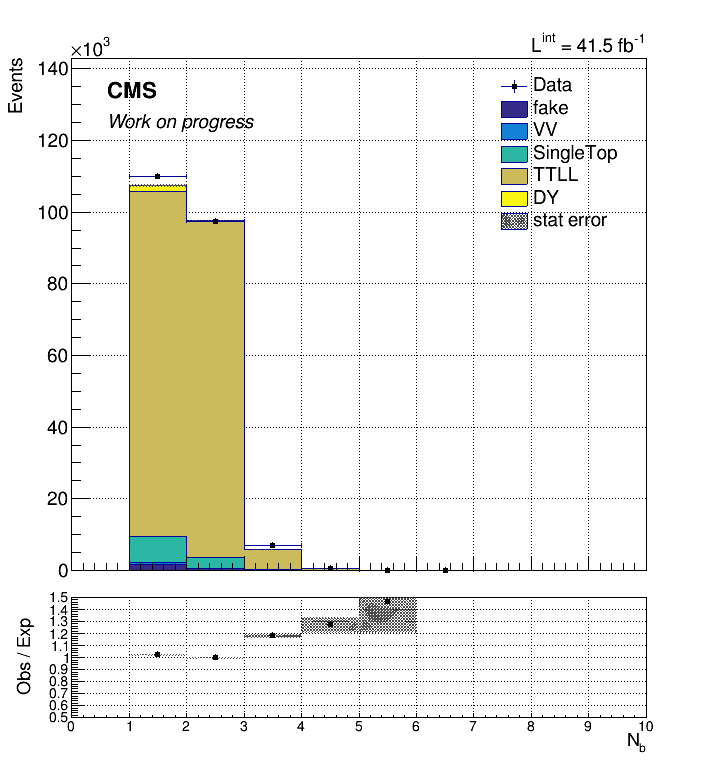 ×10³
L^int = 41.5 fb⁻¹
Events
140
120
100
80
60
40
20
0
CMS
Work on progress
Data
fake
VV
SingleTop
TTLL
DY
stat error
Obs / Exp
1.5
1.4
1.3
1.2
1.1
1
0.9
0.8
0.7
0.6
0.5
0 1 2 3 4 5 6 7 8 9 10
N_b